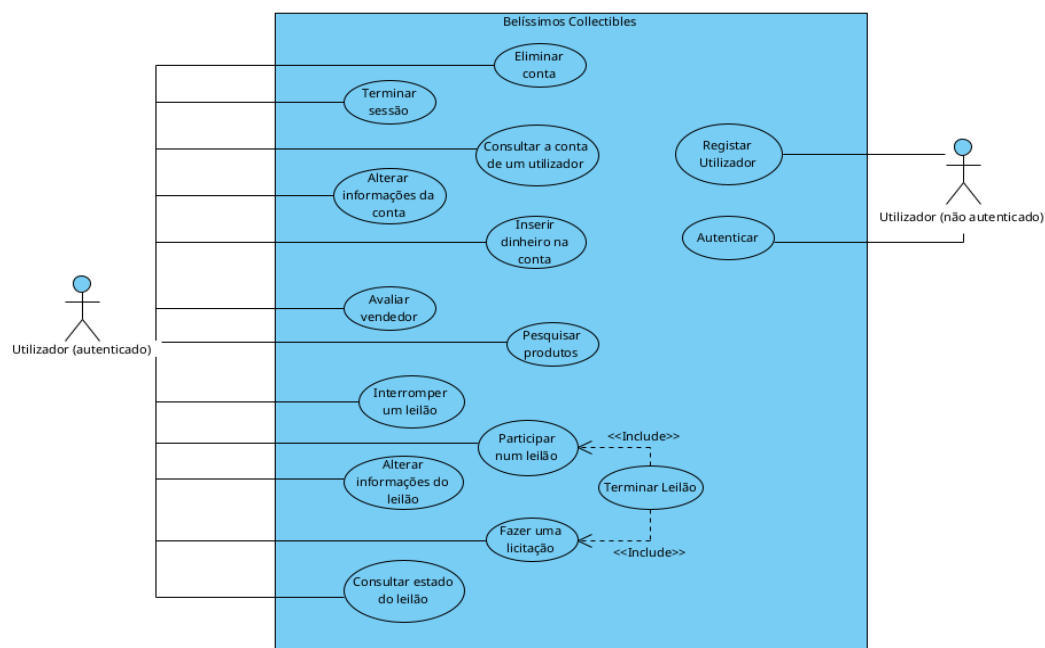 Belíssimos Collectibles
Eliminar
conta
Terminar
sessão
Consultar a conta
de um utilizador
Registar
Utilizador
Alterar
informações da
conta
Utilizador (não autenticado)
Inserir
dinheiro na
conta
Autenticar
Avaliar
vendedor
Utilizador (autenticado)
Pesquisar
produtos
Interromper
um leilão
Participar
num leilão
<<Include>>
Alterar
informações do
leilão
Terminar Leilão
Fazer uma
licitação
<<Include>>
Consultar estado
do leilão